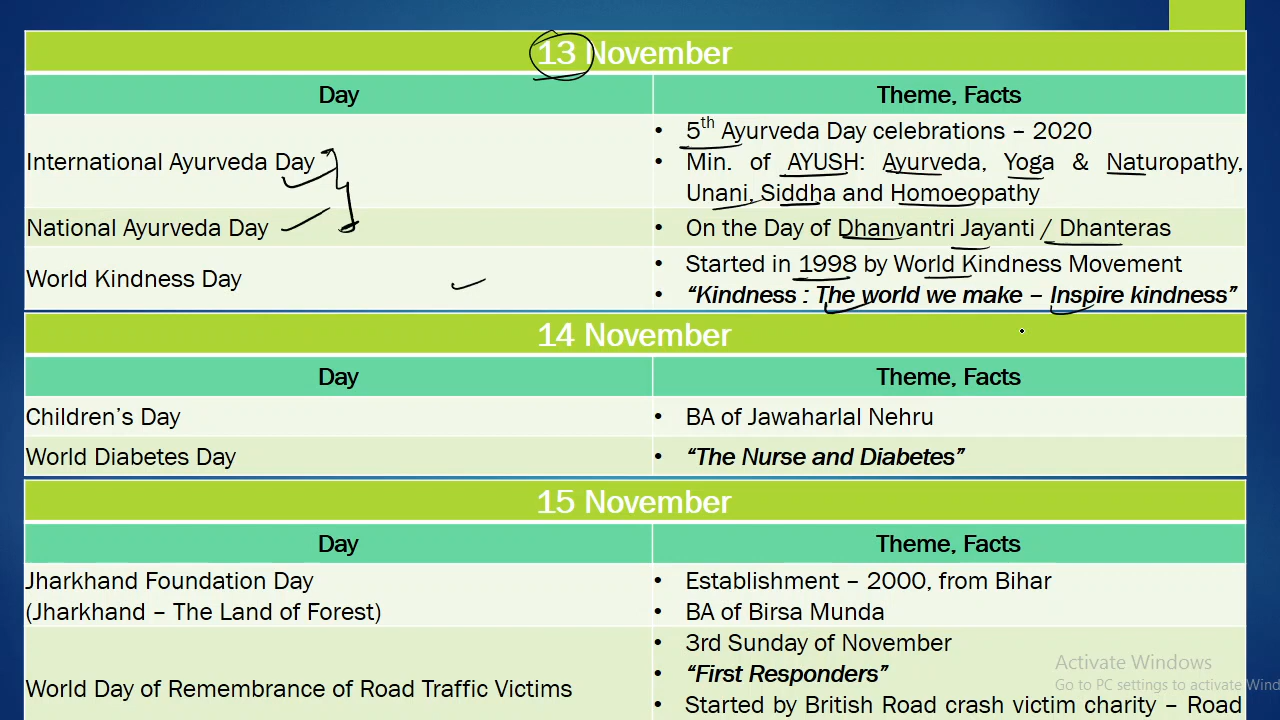 13 November
Day
Theme, Facts
International Ayurveda Day
• 5th Ayurveda Day celebrations – 2020
• Min. of AYUSH: Ayurveda, Yoga & Naturopathy,
Unani, Siddha and Homoeopathy
National Ayurveda Day
• On the Day of Dhanvantri Jayanti / Dhanteras
World Kindness Day
• Started in 1998 by World Kindness Movement
• “Kindness : The world we make – Inspire kindness”
14 November
Day
Theme, Facts
Children’s Day
• BA of Jawaharlal Nehru
World Diabetes Day
• “The Nurse and Diabetes”
15 November
Day
Theme, Facts
Jharkhand Foundation Day
(Jharkhand – The Land of Forest)
• Establishment – 2000, from Bihar
• BA of Birsa Munda
World Day of Remembrance of Road Traffic Victims
• 3rd Sunday of November
• “First Responders”
• Started by British Road crash victim charity – Road
Activate Windows
Go to PC settings to activate Wind